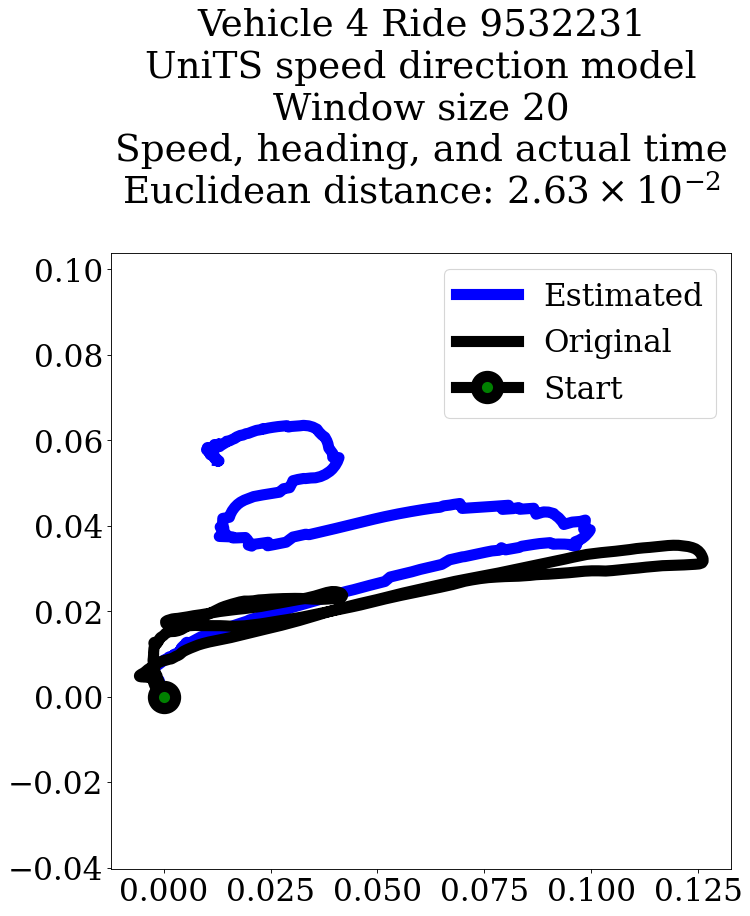 Vehicle 4 Ride 9532231
UniTS speed direction model
Window size 20
Speed, heading, and actual time
Euclidean distance: 2.63 × 10⁻²
Estimated
Original
Start
0.10
0.08
0.06
0.04
0.02
0.00
−0.02
−0.04
0.000 0.025 0.050 0.075 0.100 0.125